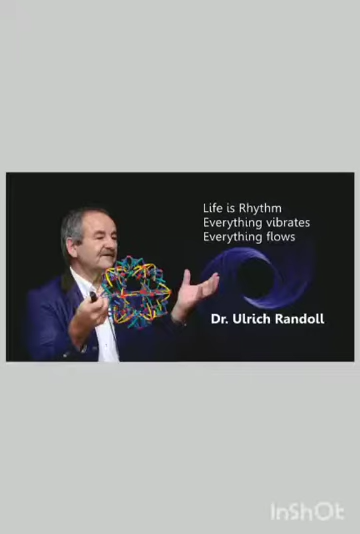 Life is Rhythm
Everything vibrates
Everything flows
Dr. Ulrich Randoll
InShOt